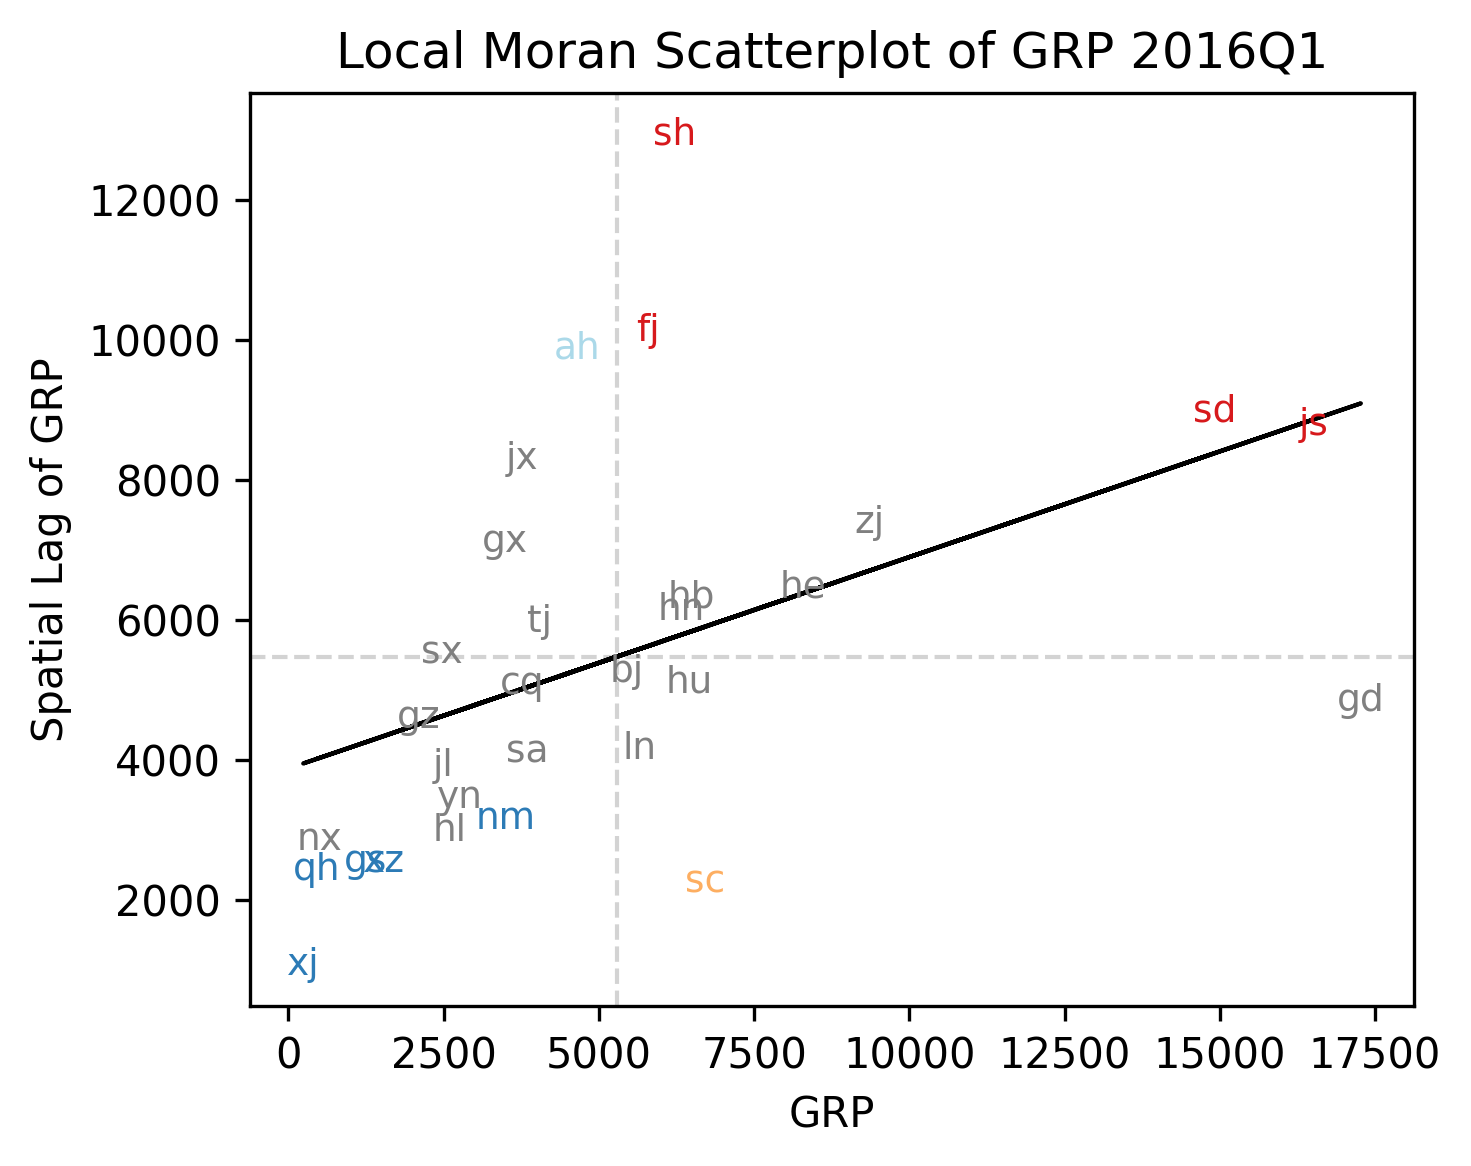 Local Moran Scatterplot of GRP 2016Q1
sh
12000
fj
10000
ah
sd
js
jx
8000
zj
gx
he
hb
hn
6000
tj
sx
bj
cq
hu
gd
gz
ln
sa
4000
jl
yn
nm
hl
nx
gs
xz
qh
sc
2000
xj
Spatial Lag of GRP
0 2500 5000 7500 10000 12500 15000 17500
GRP